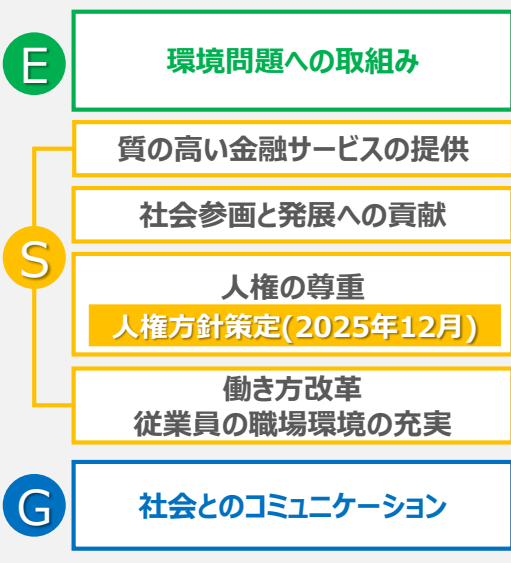 E
環境問題への取組み
質の高い金融サービスの提供
社会参画と発展への貢献
S
人権の尊重
人権方針策定(2025年12月)
働き方改革
従業員の職場環境の充実
G
社会とのコミュニケーション